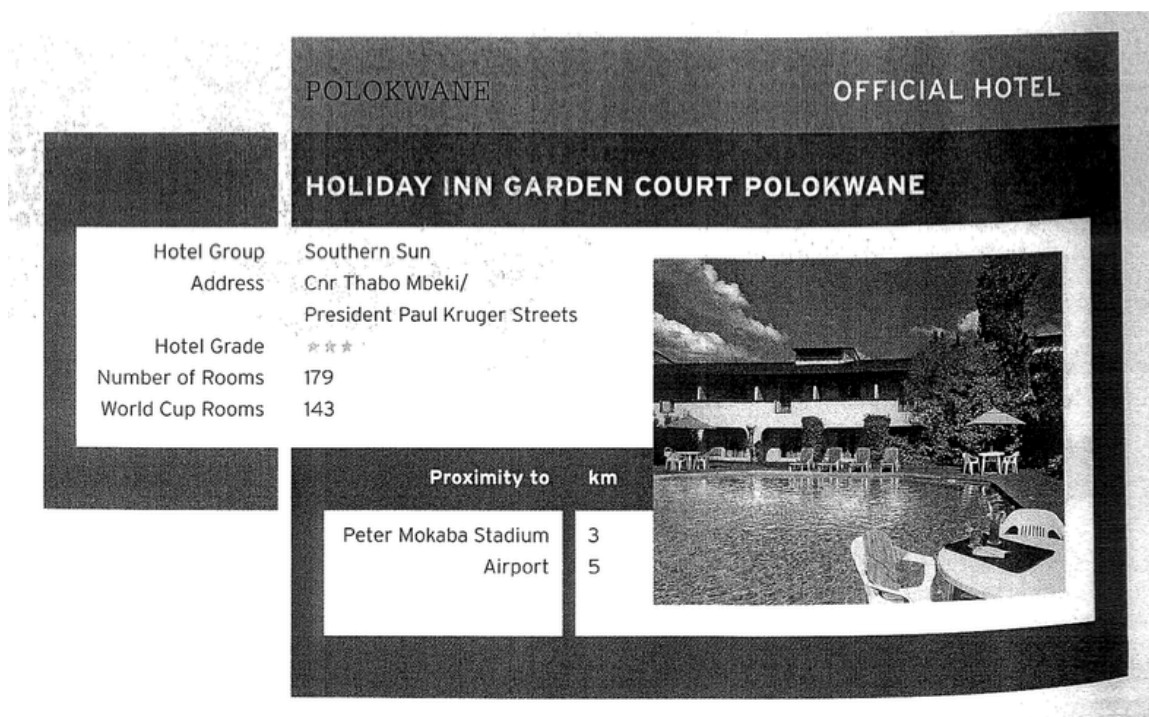 POLOKWANE
OFFICIAL HOTEL
HOLIDAY INN GARDEN COURT POLOKWANE
Hotel Group Southern Sun
Address Cnr Thabo Mbeki/
President Paul Kruger Streets
Hotel Grade ★★★
Number of Rooms 179
World Cup Rooms 143
Proximity to km
Peter Mokaba Stadium 3
Airport 5